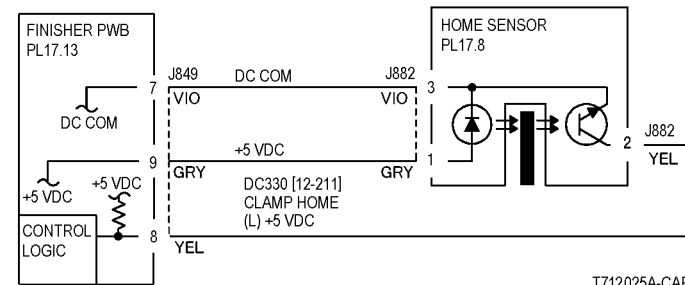 FINISHER PWB
PL17.13
HOME SENSOR
PL17.8
7
J849
DC COM
J882
3
VIO
VIO
DC COM
2
J882
YEL
+5 VDC
9
GRY
GRY
1
+5 VDC
+5 VDC
DC330 [12-211]
CLAMP HOME
(L) +5 VDC
CONTROL
LOGIC
8
YEL